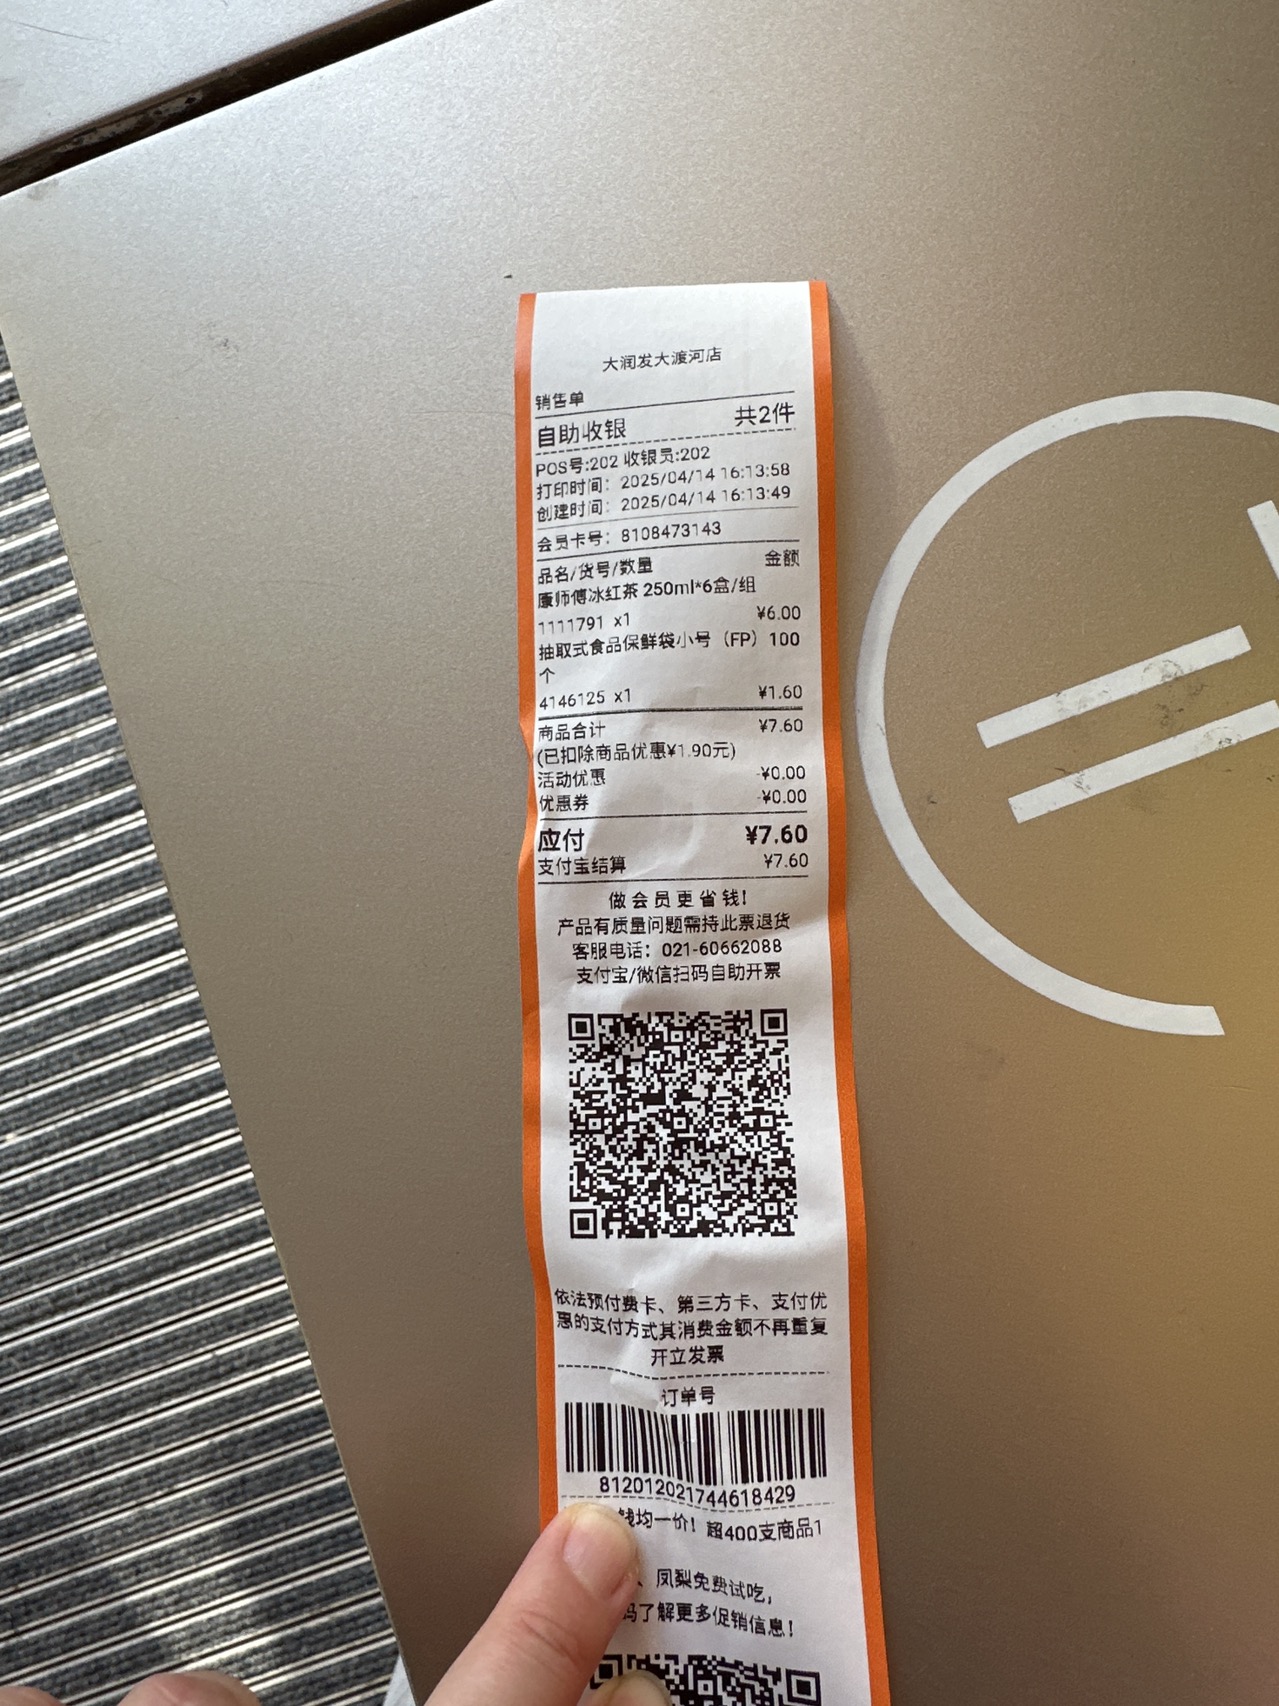 大润发大渡河店
销售单
自助收银 共2件
POS号:202 收银员:202
打印时间: 2025/04/14 16:13:58
创建时间: 2025/04/14 16:13:49
会员卡号: 8108473143
品名/货号/数量 金额
康师傅冰红茶 250ml*6盒/组
1111791 x1 ¥6.00
抽取式食品保鲜袋小号（FP）100
个
4146125 x1 ¥1.60
商品合计 ¥7.60
(已扣除商品优惠¥1.90元)
活动优惠 -¥0.00
优惠券 -¥0.00
应付 ¥7.60
支付宝结算 ¥7.60
做会员更省钱!
产品有质量问题需持此票退货
客服电话: 021-60662088
支付宝/微信扫码自助开票
依法预付费卡、第三方卡、支付优
惠的支付方式其消费金额不再重复
开立发票
订单号
812012021744618429
钱均一价! 超400支商品1
、凤梨免费试吃，
码了解更多促销信息!